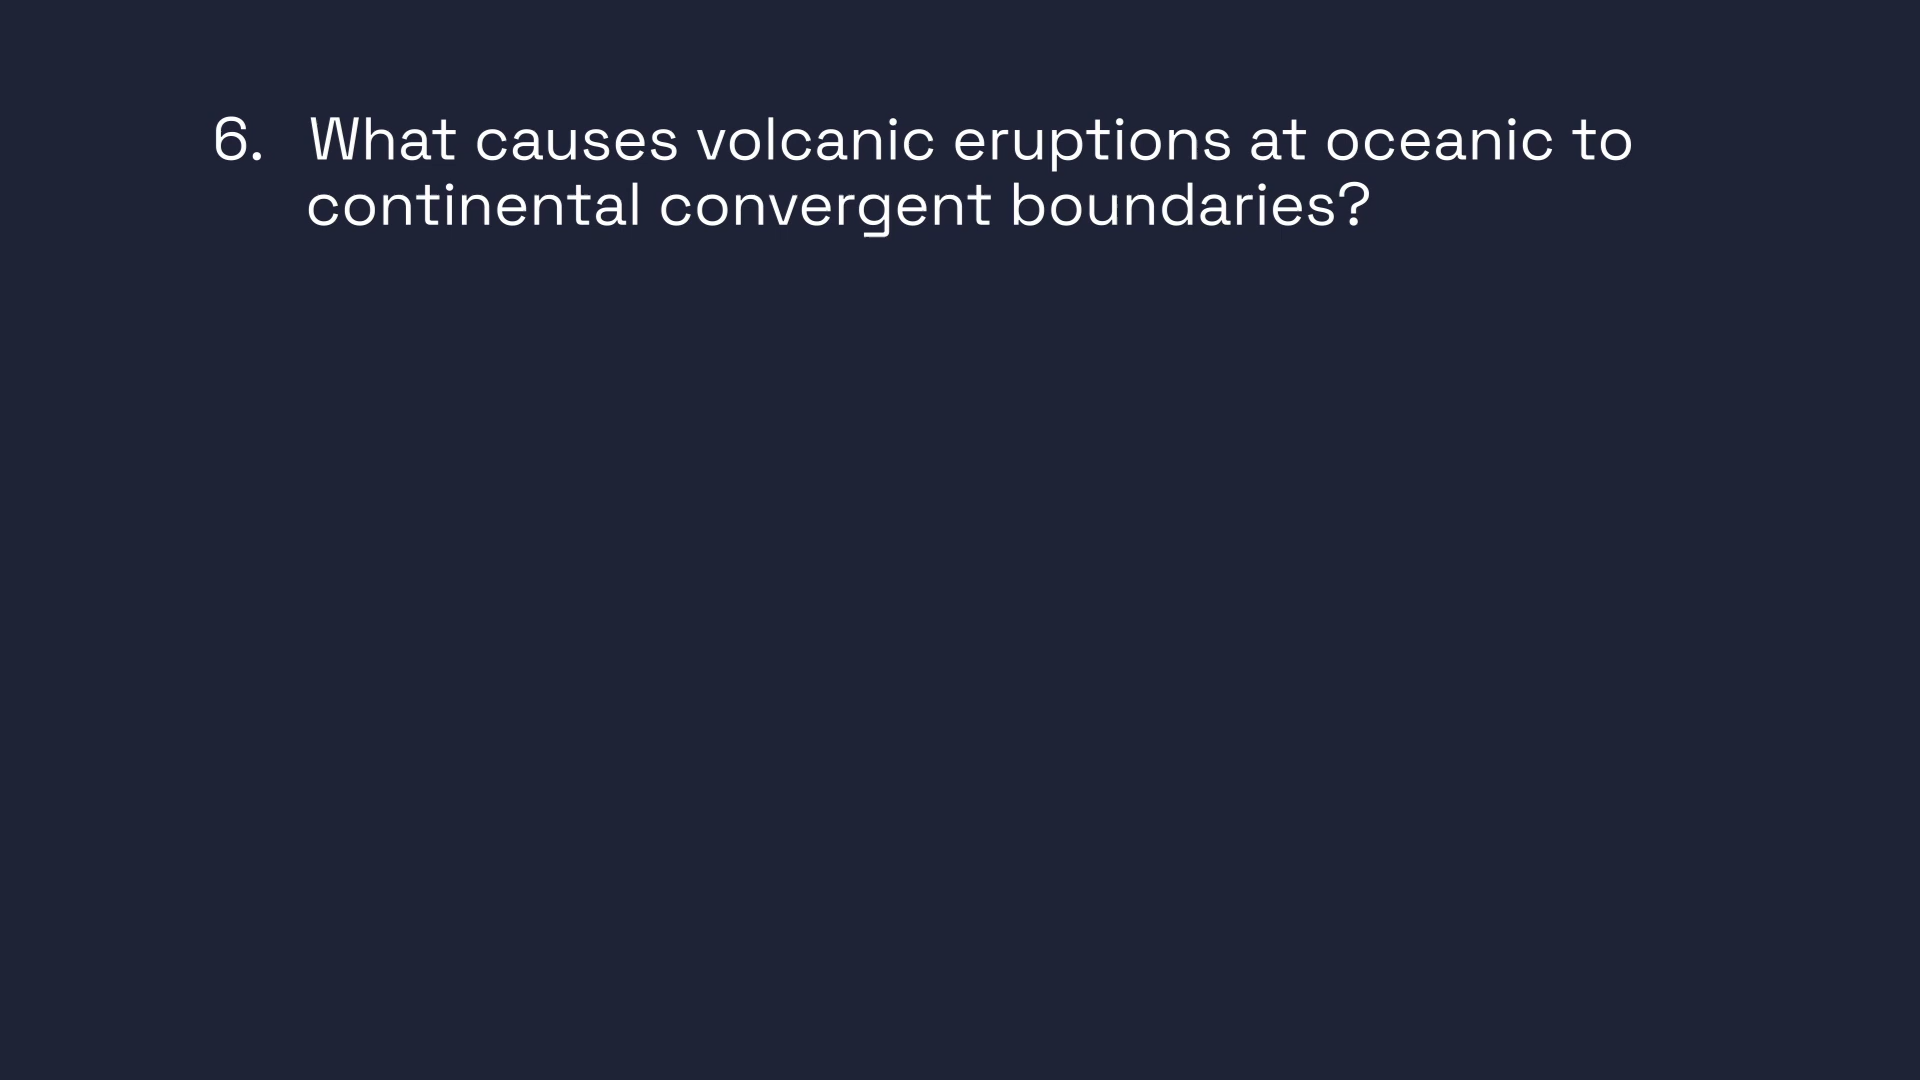 6. What causes volcanic eruptions at oceanic to
continental convergent boundaries?